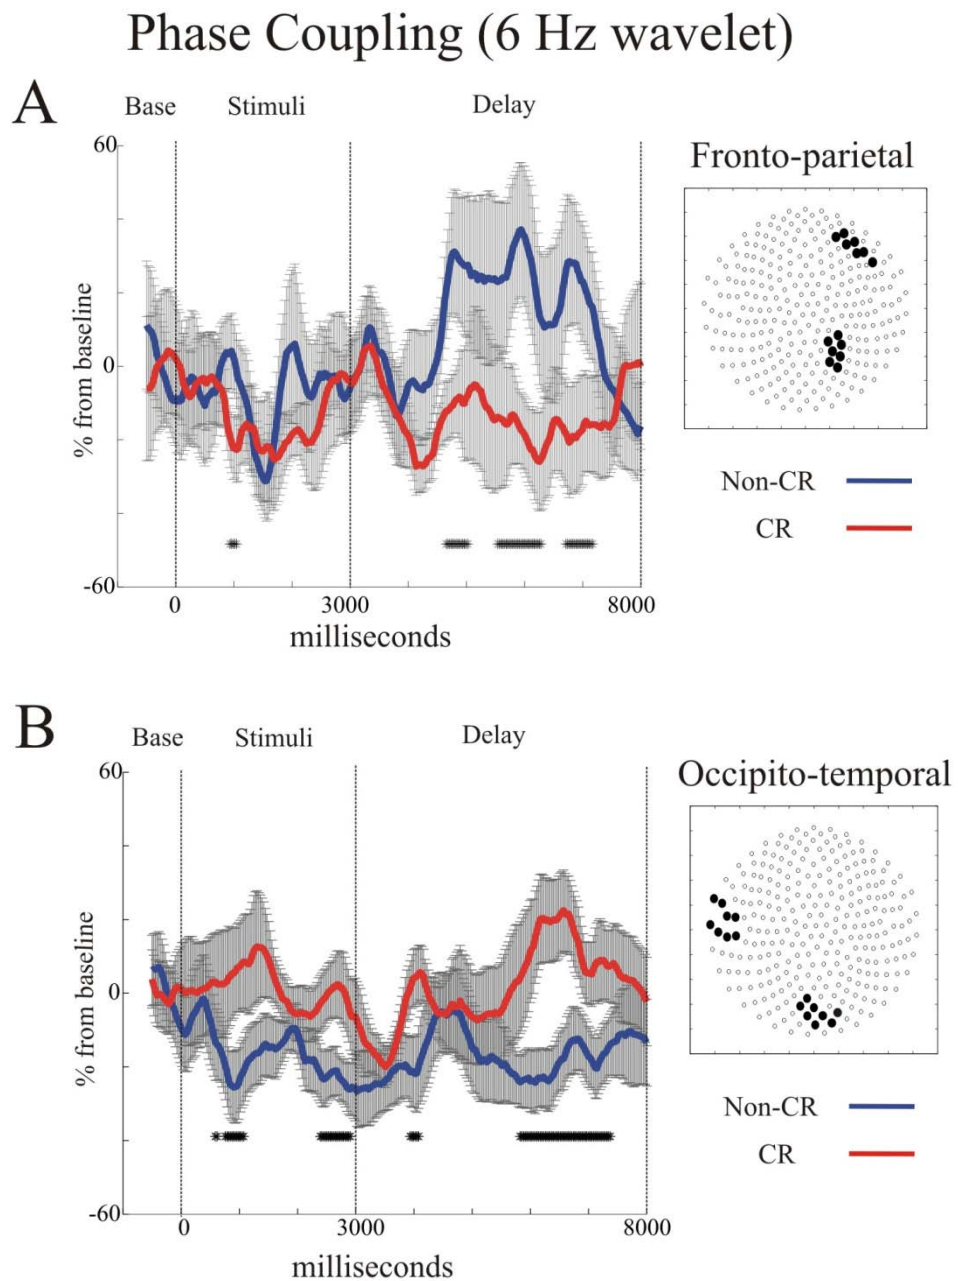 Phase Coupling (6 Hz wavelet)
A
Base Stimuli Delay
60
0
-60
% from baseline
0 3000 8000
milliseconds
Fronto-parietal
Non-CR
CR
B
Base Stimuli Delay
60
0
-60
% from baseline
0 3000 8000
milliseconds
Occipito-temporal
Non-CR
CR